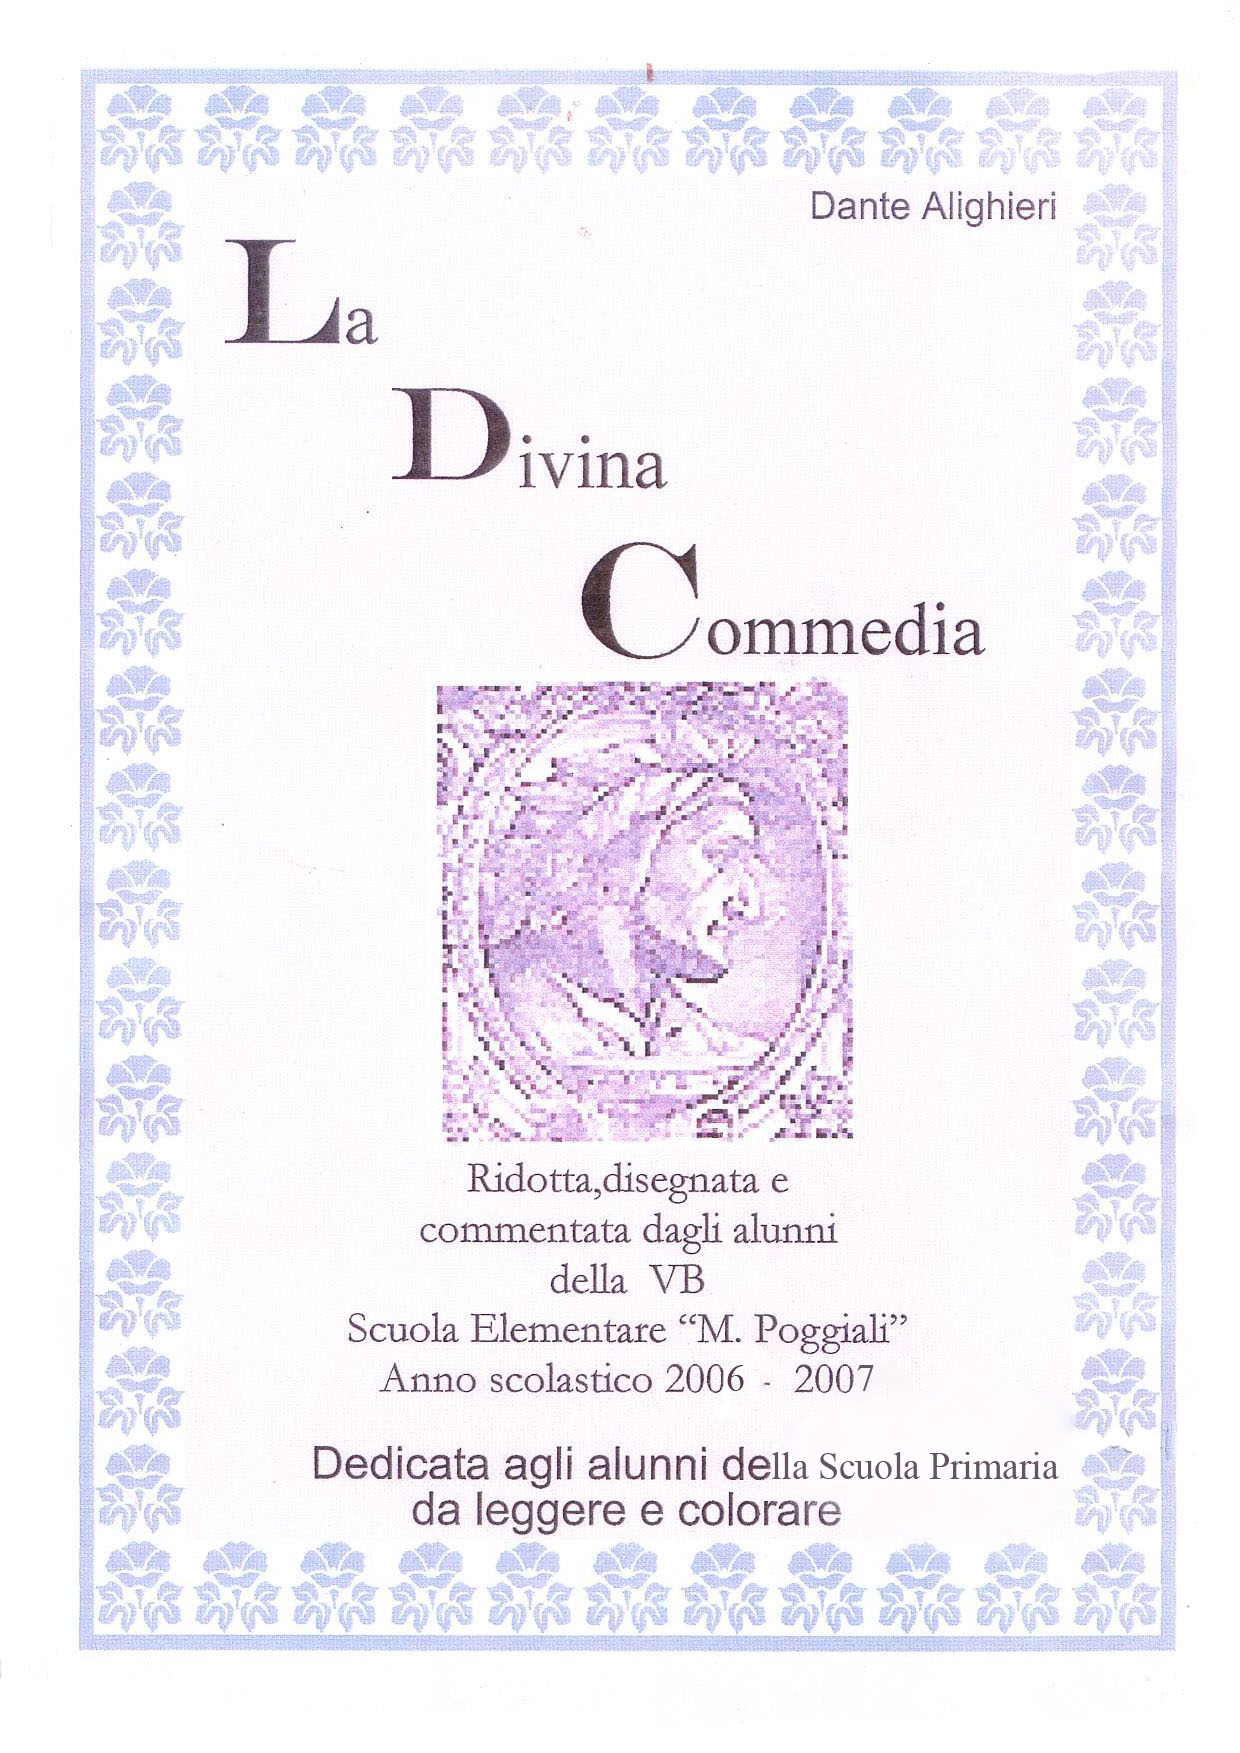 Dante Alighieri
La
Divina
Commedia
Ridotta,disegnata e
commentata dagli alunni
della VB
Scuola Elementare “M. Poggiali”
Anno scolastico 2006 - 2007
Dedicata agli alunni della Scuola Primaria
da leggere e colorare